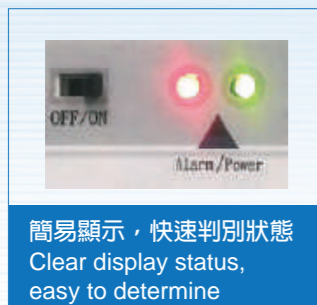 OFF/ON
Alarm/Power
簡易顯示，快速判別狀態
Clear display status,
easy to determine